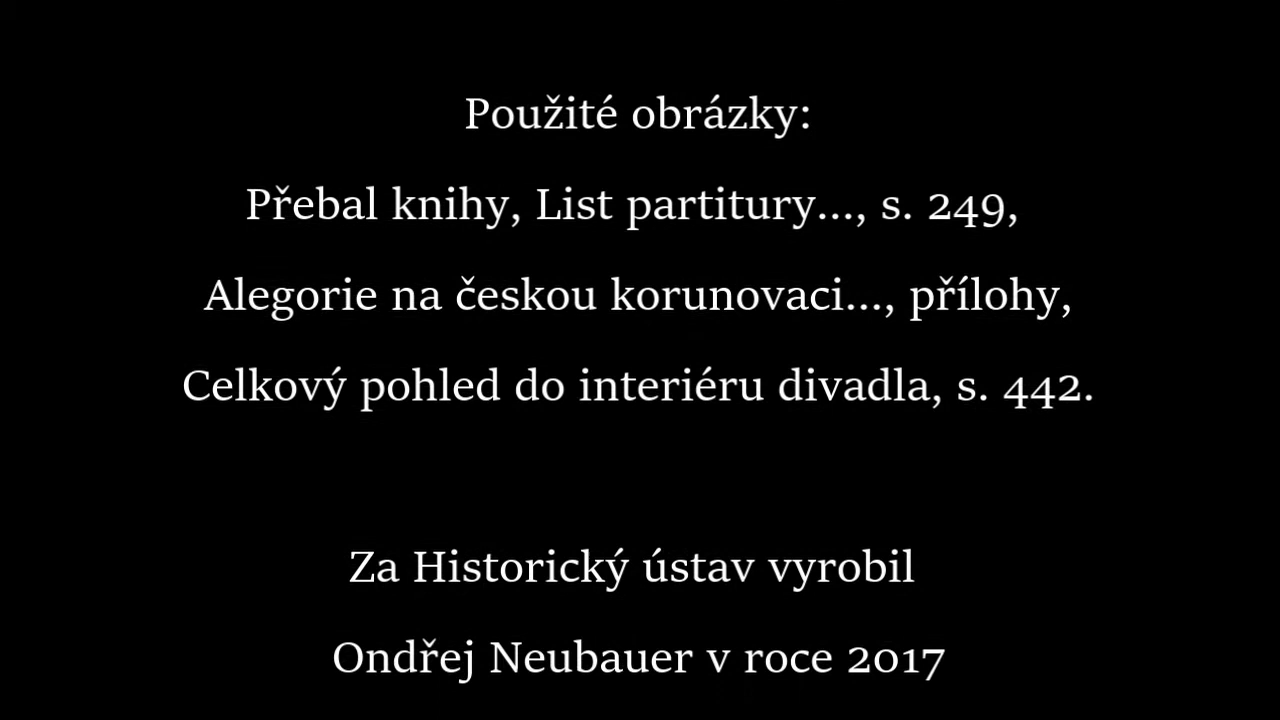 Použité obrázky:
Přebal knihy, List partitury..., s. 249,
Alegorie na českou korunovaci..., přílohy,
Celkový pohled do interiéru divadla, s. 442.
Za Historický ústav vyrobil
Ondřej Neubauer v roce 2017